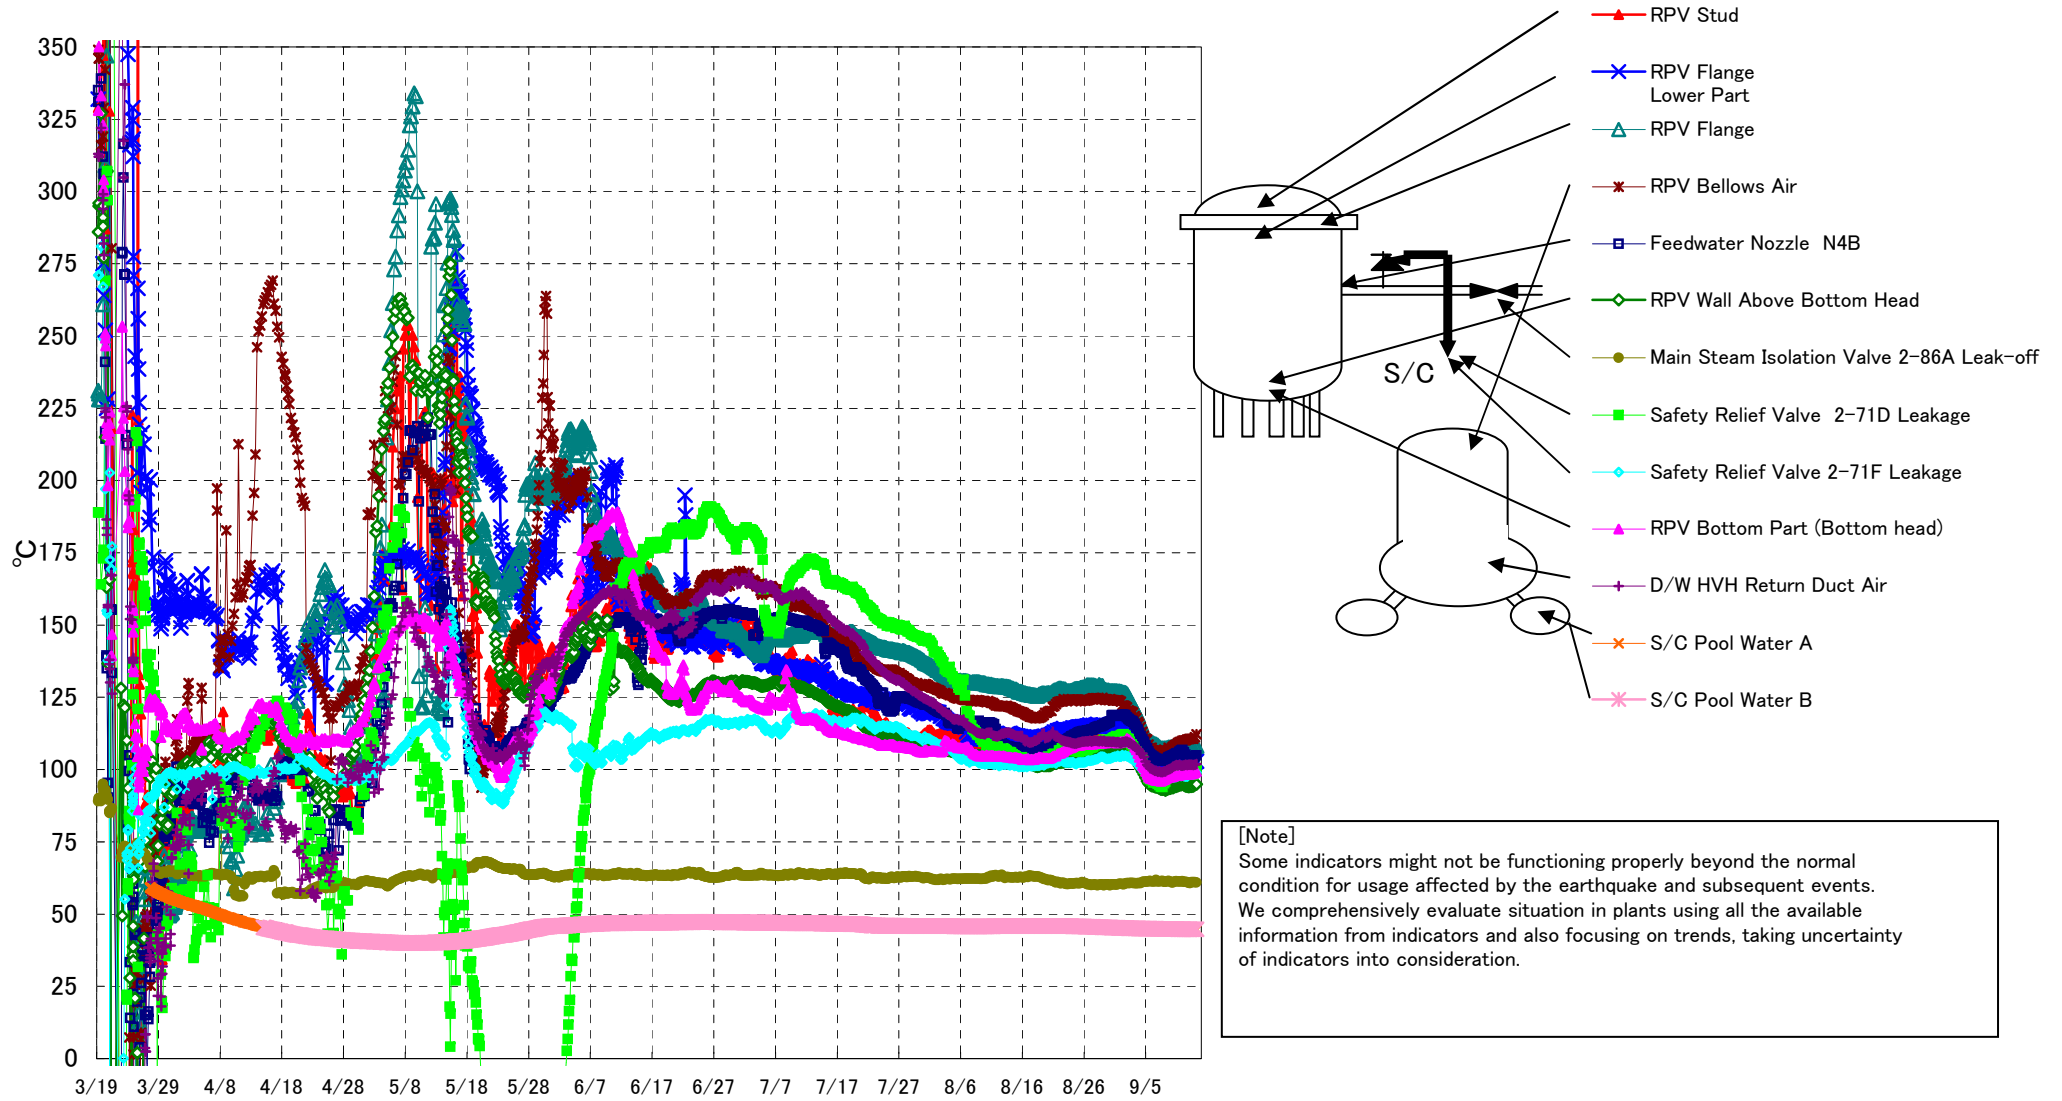 350
325
300
275
250
225
200
175
150
125
100
75
50
25
0
℃
3/19 3/29 4/8 4/18 4/28 5/8 5/18 5/28 6/7 6/17 6/27 7/7 7/17 7/27 8/6 8/16 8/26 9/5
RPV Stud
RPV Flange
Lower Part
RPV Flange
RPV Bellows Air
Feedwater Nozzle N4B
RPV Wall Above Bottom Head
Main Steam Isolation Valve 2-86A Leak-off
Safety Relief Valve 2-71D Leakage
Safety Relief Valve 2-71F Leakage
RPV Bottom Part (Bottom head)
D/W HVH Return Duct Air
S/C Pool Water A
S/C Pool Water B
S/C
[Note]
Some indicators might not be functioning properly beyond the normal
condition for usage affected by the earthquake and subsequent events.
We comprehensively evaluate situation in plants using all the available
information from indicators and also focusing on trends, taking uncertainty
of indicators into consideration.